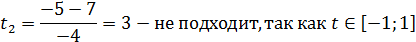 t₂ = (−5 − 7)/(−4) = 3 − не подходит, так как t ∈ [−1; 1]